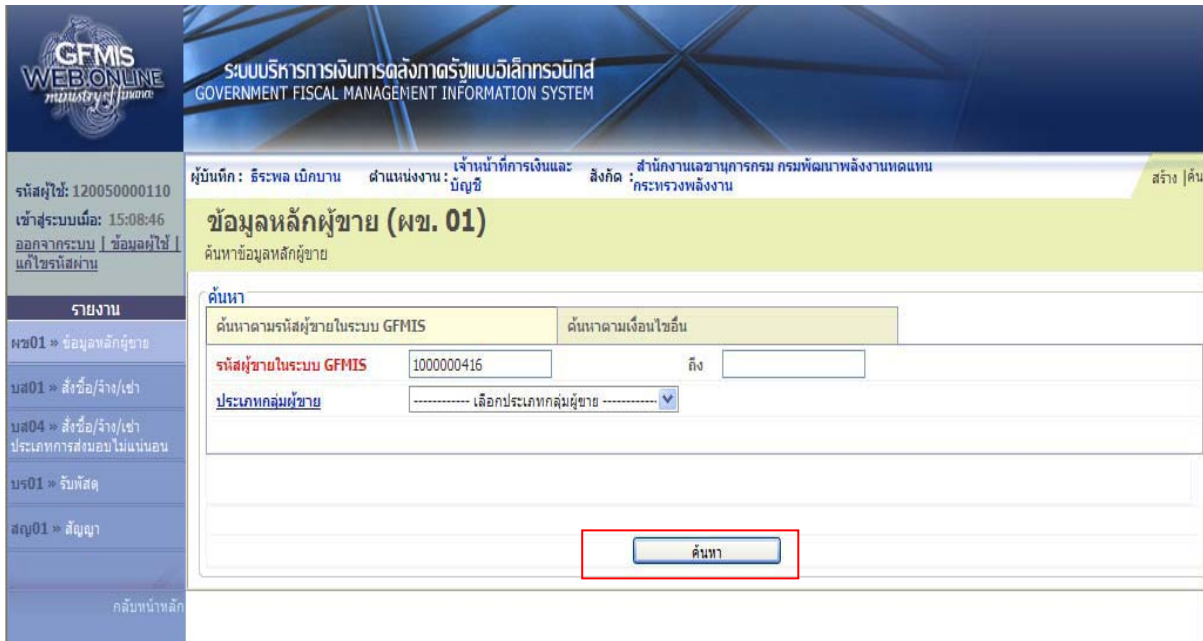 GFMIS
WEB ONLINE
ministry of finance
ระบบบริหารการเงินการคลังภาครัฐแบบอิเล็กทรอนิกส์
GOVERNMENT FISCAL MANAGEMENT INFORMATION SYSTEM
รหัสผู้ใช้: 120050000110
เข้าสู่ระบบเมื่อ: 15:08:46
ออกจากระบบ | ข้อมูลผู้ใช้ |
แก้ไขรหัสผ่าน
ผู้บันทึก : ธีระพล เบิกบาน ตำแหน่งงาน : เจ้าหน้าที่การเงินและ
บัญชี
สังกัด : สำนักงานเลขานุการกรม กรมพัฒนาพลังงานทดแทน
กระทรวงพลังงาน
สร้าง |ค้น
ข้อมูลหลักผู้ขาย (ผข. 01)
ค้นหาข้อมูลหลักผู้ขาย
รายงาน
ผข01 » ข้อมูลหลักผู้ขาย
บส01 » สั่งซื้อ/จ้าง/เช่า
บส04 » สั่งซื้อ/จ้าง/เช่า
ประเภทการส่งมอบไม่แน่นอน
บร01 » รับพัสดุ
สญ01 » สัญญา
กลับหน้าหลัก
ค้นหา
ค้นหาตามรหัสผู้ขายในระบบ GFMIS ค้นหาตามเงื่อนไขอื่น
รหัสผู้ขายในระบบ GFMIS 1000000416 ถึง
ประเภทกลุ่มผู้ขาย ------------ เลือกประเภทกลุ่มผู้ขาย ------------
ค้นหา